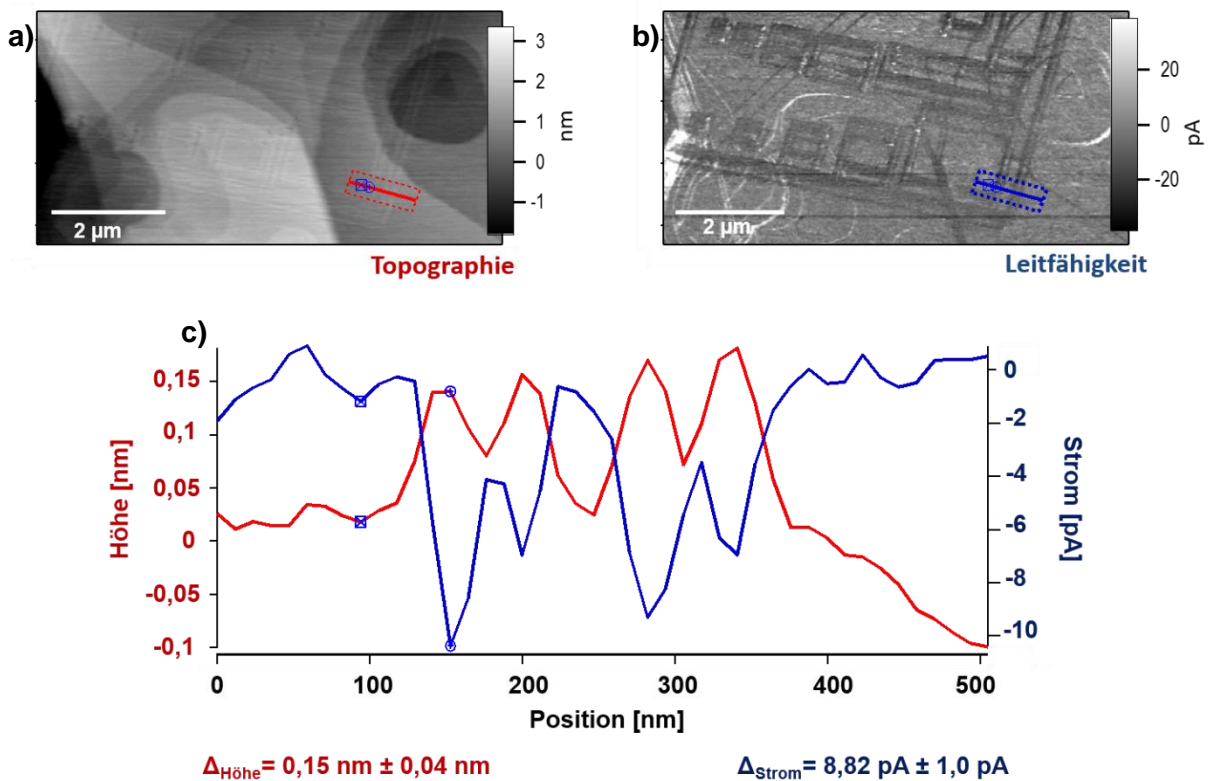 a)
3
2
1
0
-1
nm
2 µm
Topographie
b)
20
0
-20
pA
2 µm
Leitfähigkeit
c)
0,15
0,1
0,05
0
-0,05
-0,1
Höhe [nm]
0
-2
-4
-6
-8
-10
Strom [pA]
0
100
200
300
400
500
Position [nm]
ΔHöhe= 0,15 nm ± 0,04 nm
ΔStrom= 8,82 pA ± 1,0 pA